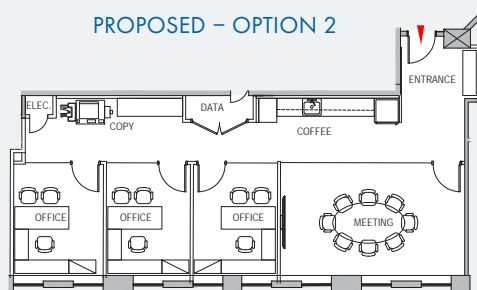 PROPOSED – OPTION 2
ENTRANCE
ELEC.
DATA
COPY
COFFEE
OFFICE
OFFICE
OFFICE
MEETING